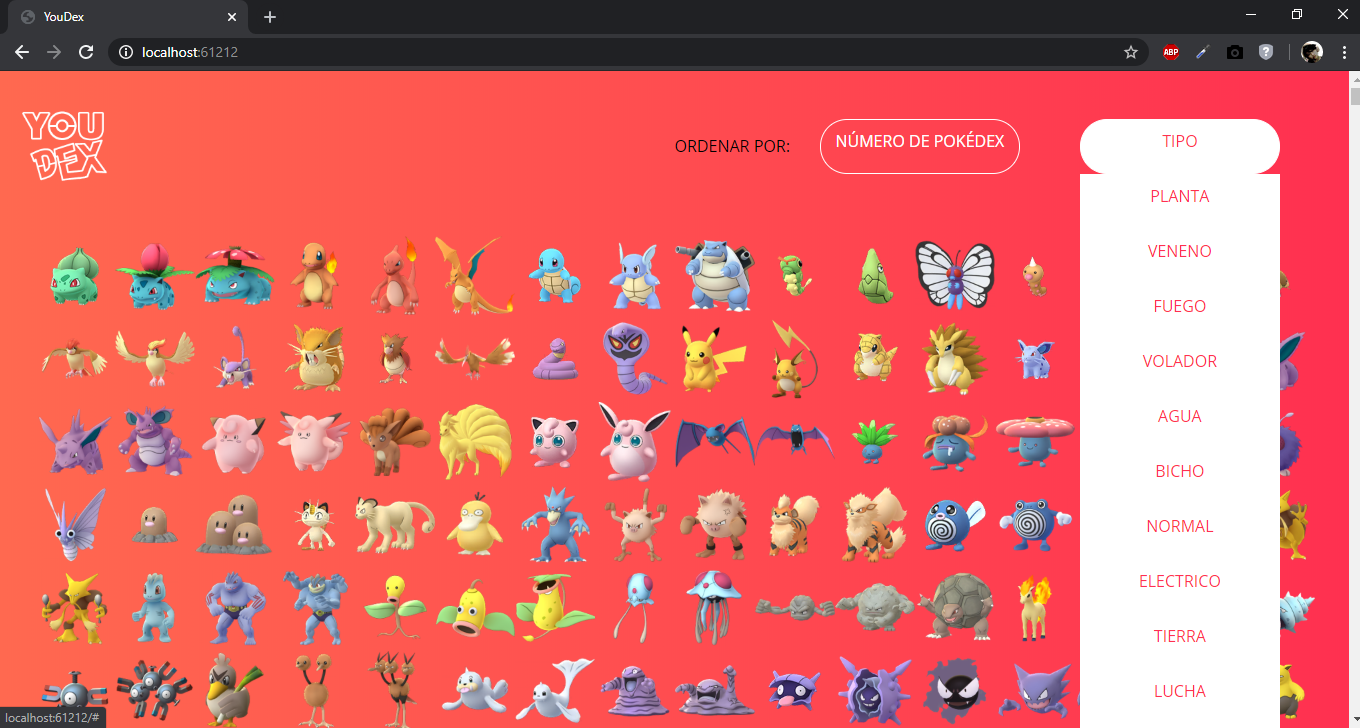 YouDex
localhost:61212
ABP
YOU
DEX
ORDENAR POR:
NÚMERO DE POKÉDEX
TIPO
PLANTA
VENENO
FUEGO
VOLADOR
AGUA
BICHO
NORMAL
ELECTRICO
TIERRA
LUCHA
localhost:61212/#